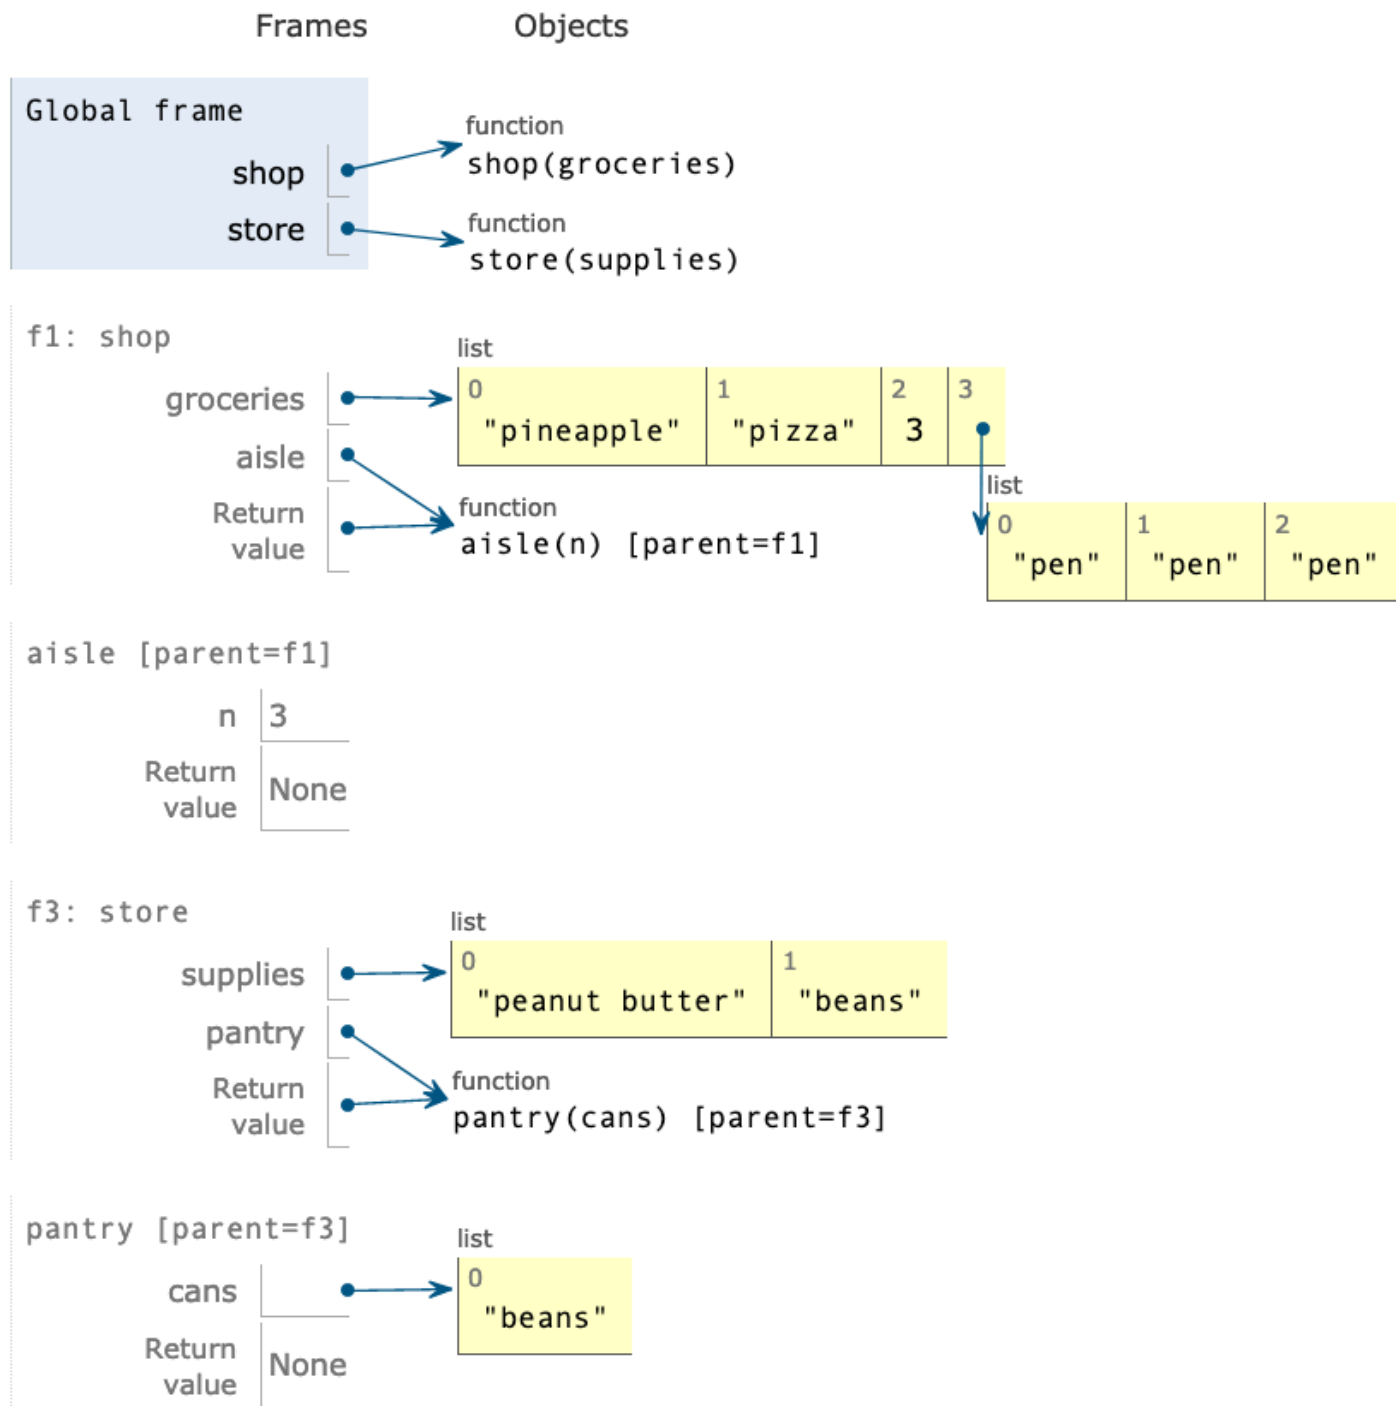 Frames Objects
Global frame
function
shop shop(groceries)
function
store store(supplies)
f1: shop
list
groceries 0 1 2 3
"pineapple" "pizza" 3
aisle
list
Return function 0 1 2
value aisle(n) [parent=f1] "pen" "pen" "pen"
aisle [parent=f1]
n 3
Return
value None
f3: store
list
supplies 0 1
"peanut butter" "beans"
pantry
Return function
value pantry(cans) [parent=f3]
pantry [parent=f3]
list
cans 0
"beans"
Return
value None